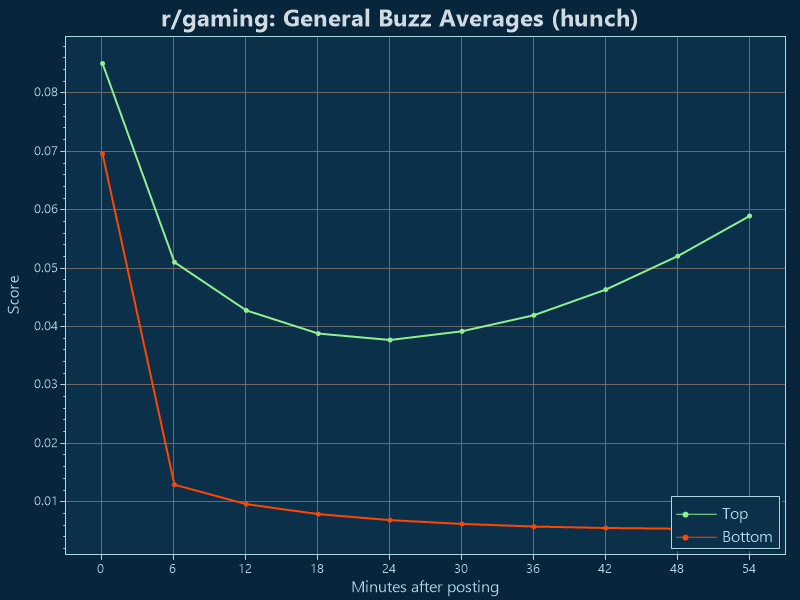 r/gaming: General Buzz Averages (hunch)
0.08
0.07
0.06
0.05
0.04
0.03
0.02
0.01
Score
Top
Bottom
0 6 12 18 24 30 36 42 48 54
Minutes after posting